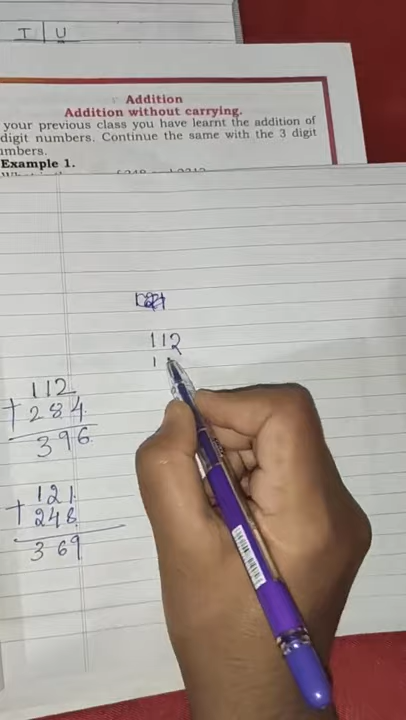 I U
Addition
Addition without carrying.
your previous class you have learnt the addition of
digit numbers. Continue the same with the 3 digit
umbers.
Example 1.
112
1
112
+ 284
396
121
+ 248
369